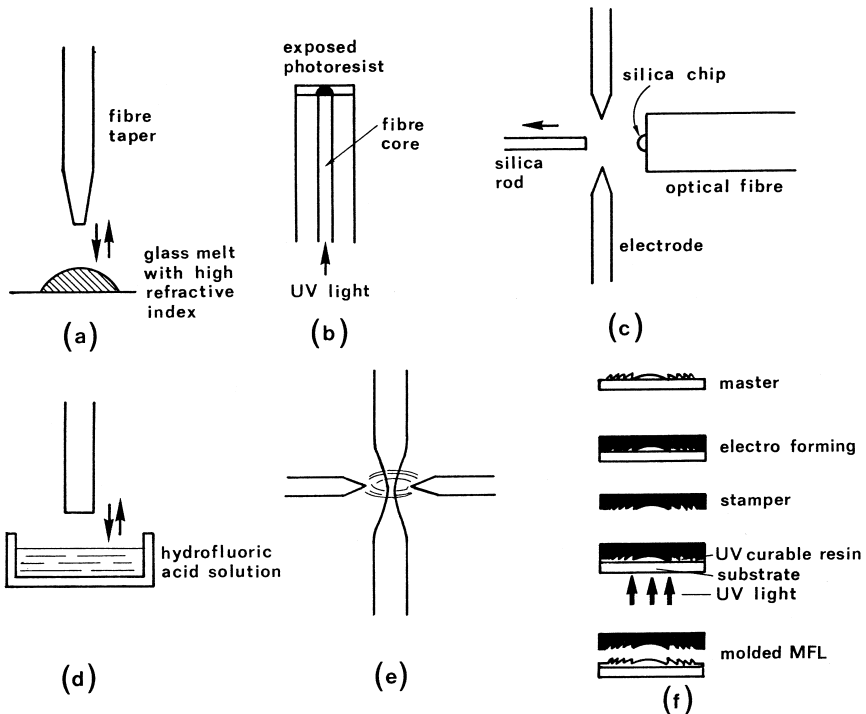 fibre
taper
glass melt
with high
refractive
index
(a)
exposed
photoresist
fibre
core
UV light
(b)
silica chip
silica
rod
optical fibre
electrode
(c)
hydrofluoric
acid solution
(d)
(e)
master
electro forming
stamper
UV curable resin
substrate
UV light
molded MFL
(f)